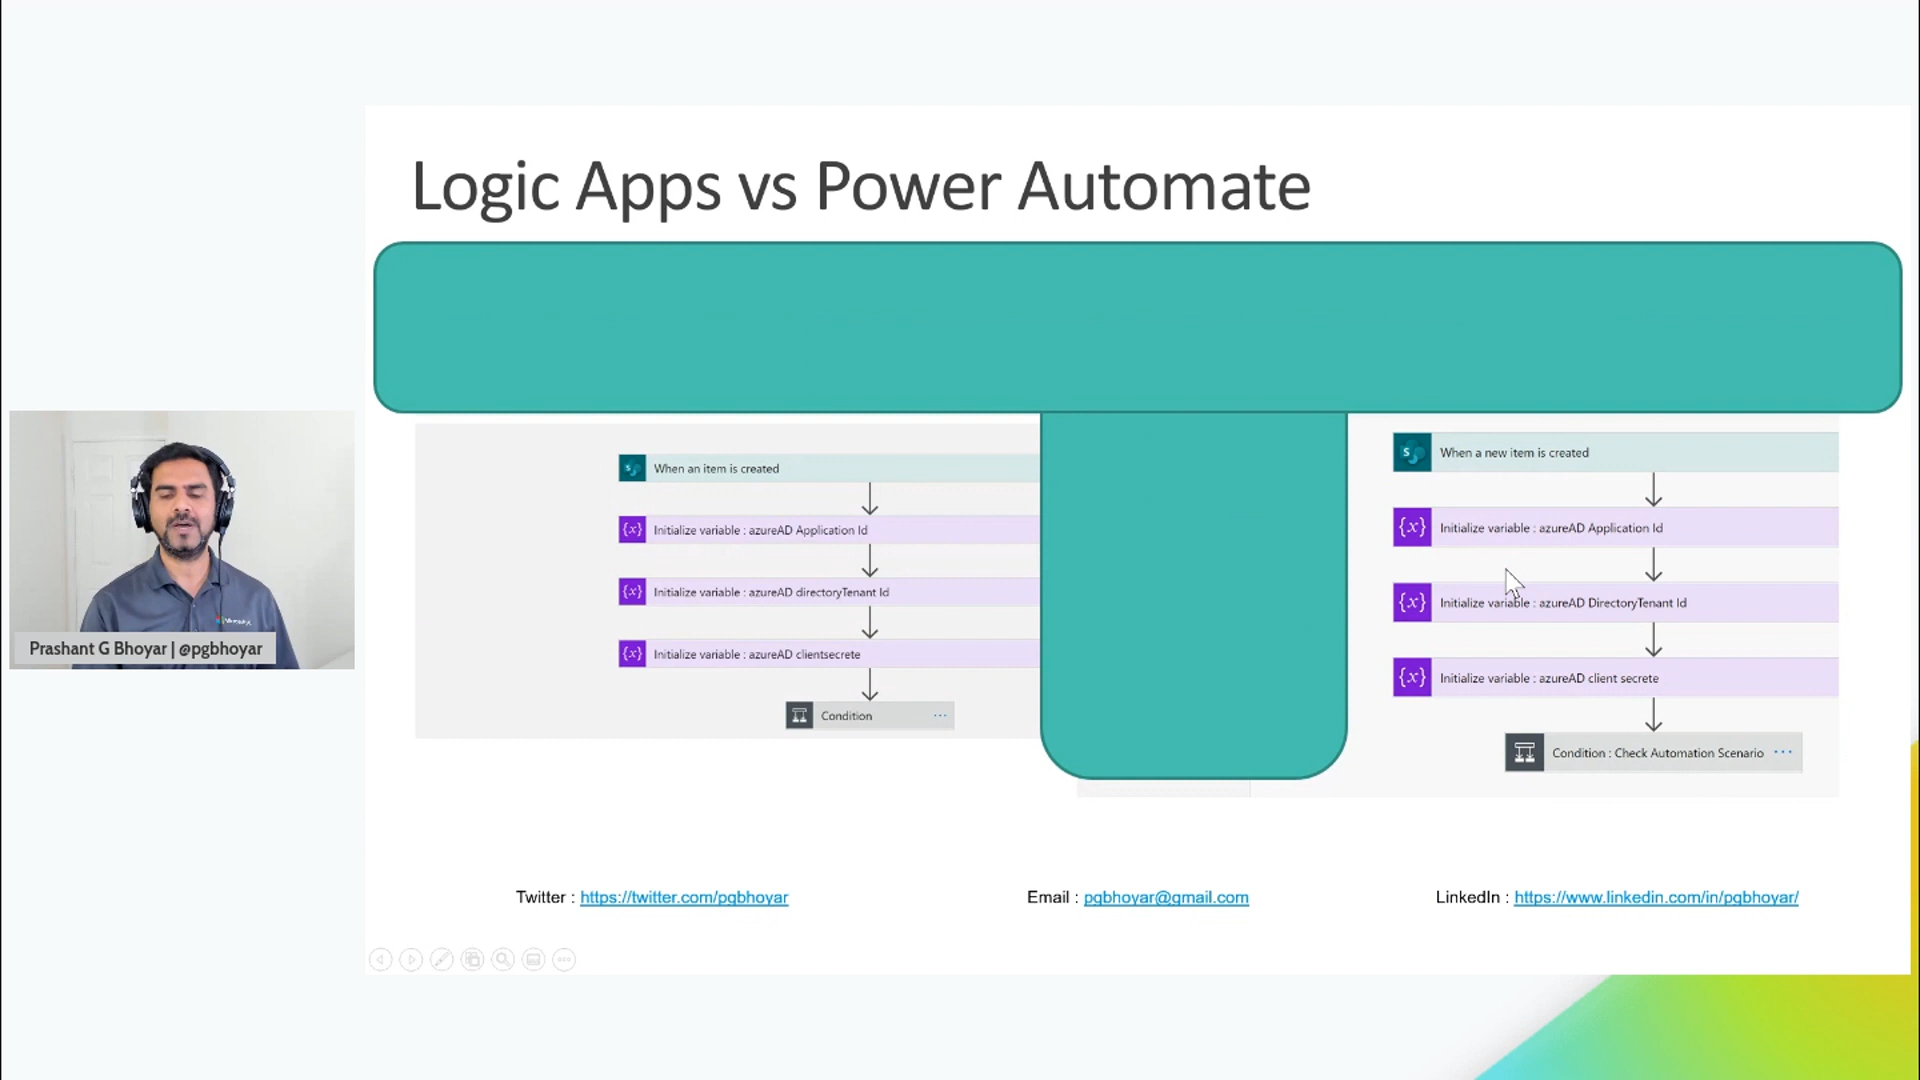 Logic Apps vs Power Automate
When an item is created
Initialize variable : azureAD Application Id
Initialize variable : azureAD directoryTenant Id
Initialize variable : azureAD clientsecrete
Condition
When a new item is created
Initialize variable : azureAD Application Id
Initialize variable : azureAD DirectoryTenant Id
Initialize variable : azureAD client secrete
Condition : Check Automation Scenario
Prashant G Bhoyar | @pgbhoyar
Twitter : https://twitter.com/pgbhoyar
Email : pgbhoyar@gmail.com
LinkedIn : https://www.linkedin.com/in/pgbhoyar/